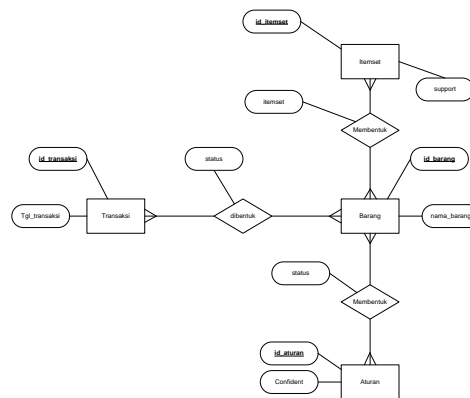 id_itemset
Itemset
support
itemset
Membentuk
id_transaksi
status
id_barang
Tgl_transaksi
Transaksi
dibentuk
Barang
nama_barang
status
Membentuk
id_aturan
Confident
Aturan